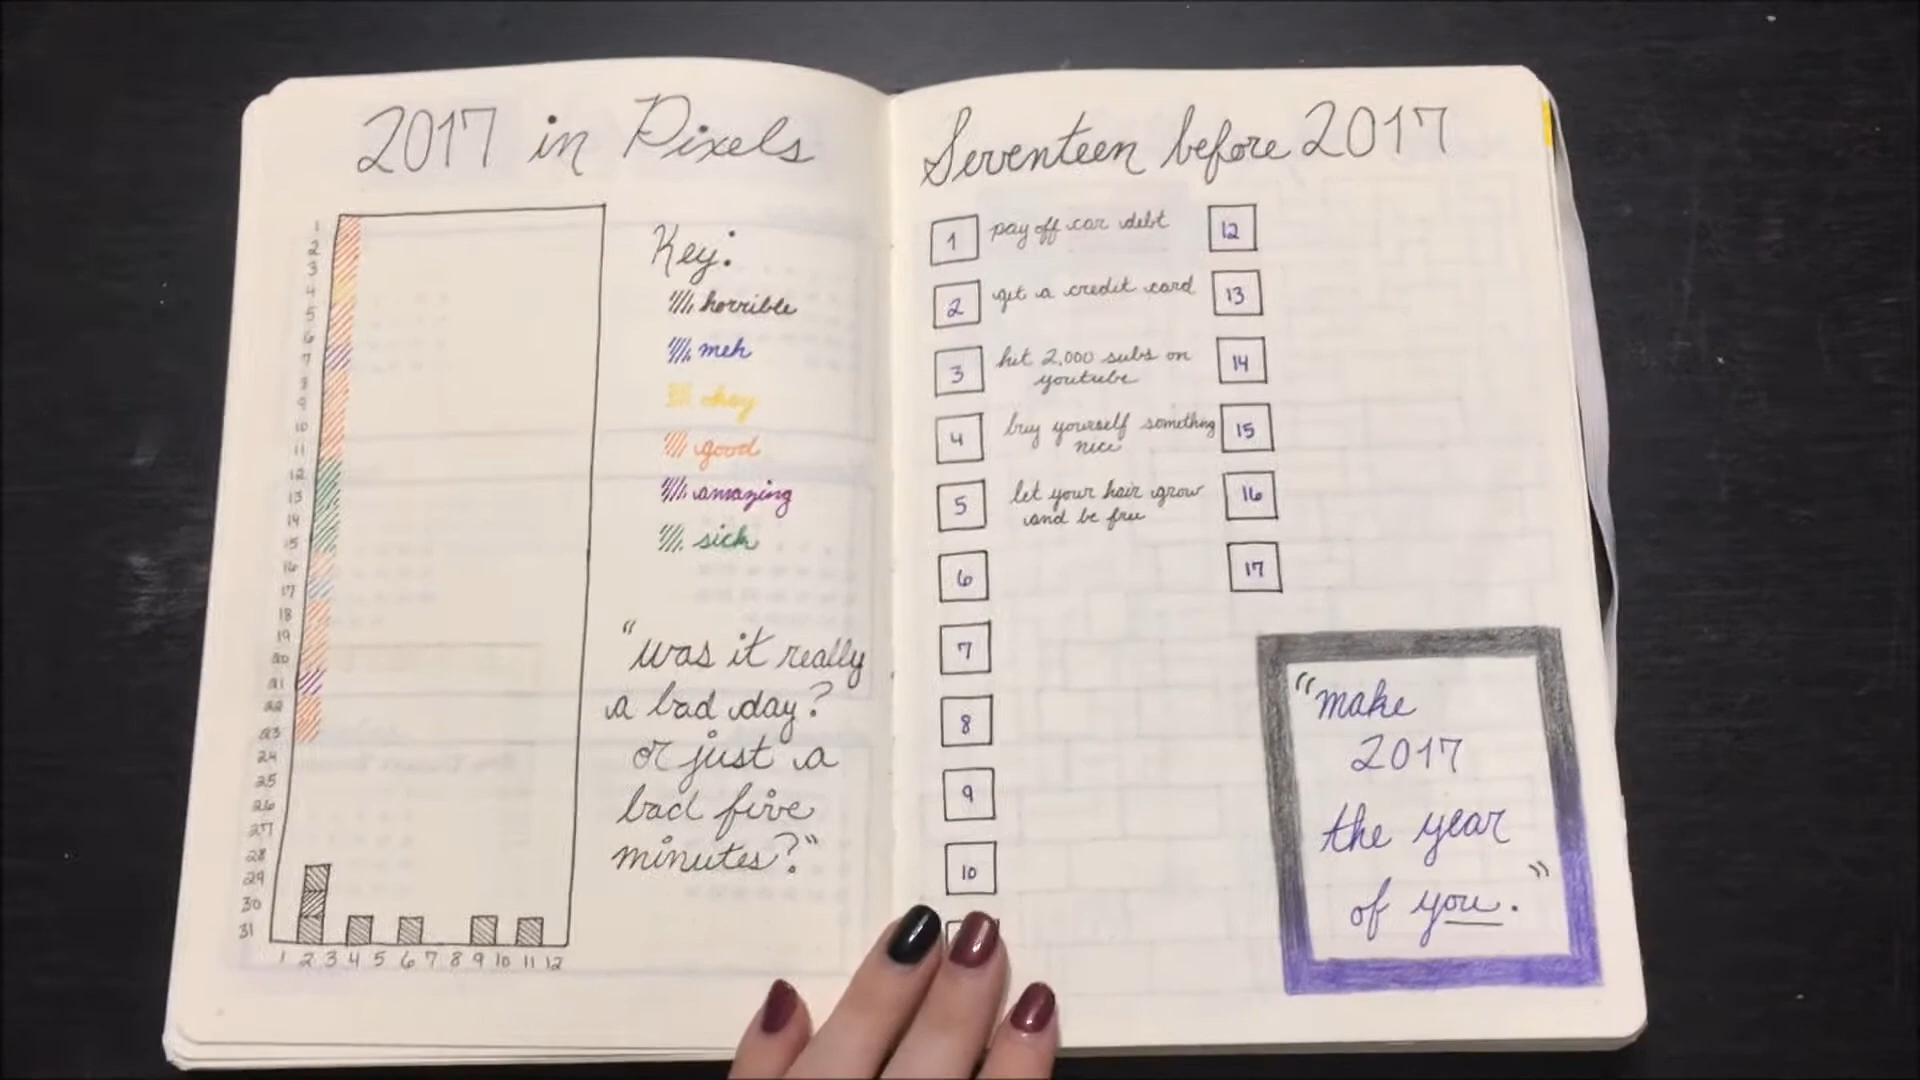 2017 in Pixels
1
2
3
4
5
6
7
8
9
10
11
12
13
14
15
16
17
18
19
20
21
22
23
24
25
26
27
28
29
30
31
1 2 3 4 5 6 7 8 9 10 11 12
Key:
horrible
meh
okay
good
amazing
sick
"was it really
a bad day?
or just a
bad five
minutes?"
Seventeen before 2017
1 pay off car debt
2 get a credit card
3 hit 2,000 subs on
youtube
4 buy yourself something
nice
5 let your hair grow
and be free
6
7
8
9
10
12
13
14
15
16
17
"make
2017
the year
of you."